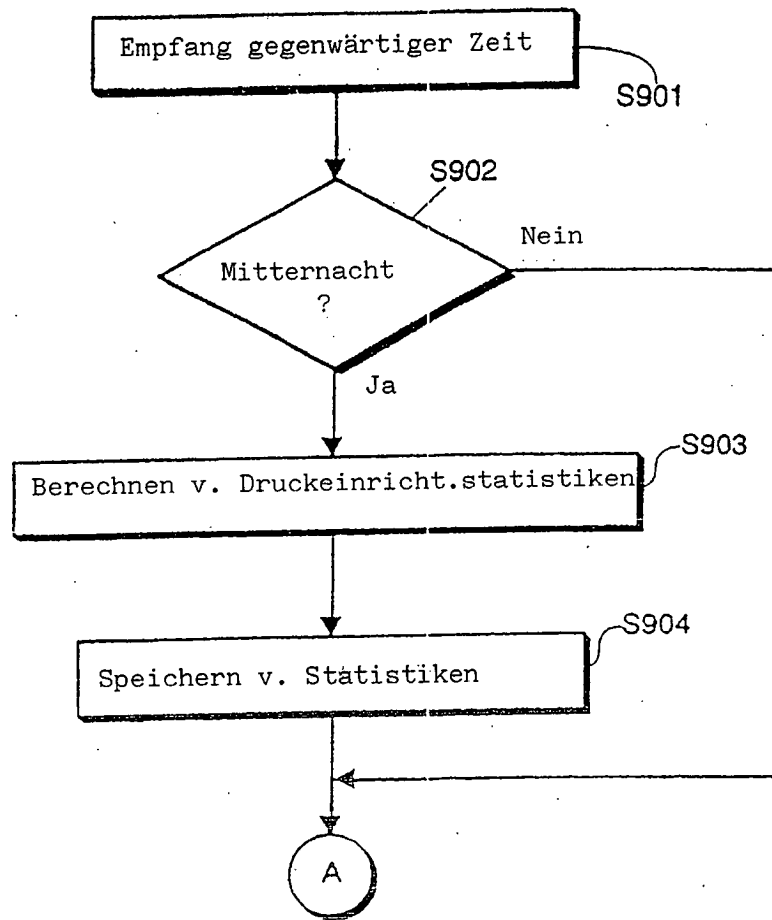 Empfang gegenwärtiger Zeit
S901
S902
Nein
Mitternacht
?
Ja
S903
Berechnen v. Druckeinricht.statistiken
S904
Speichern v. Statistiken
A